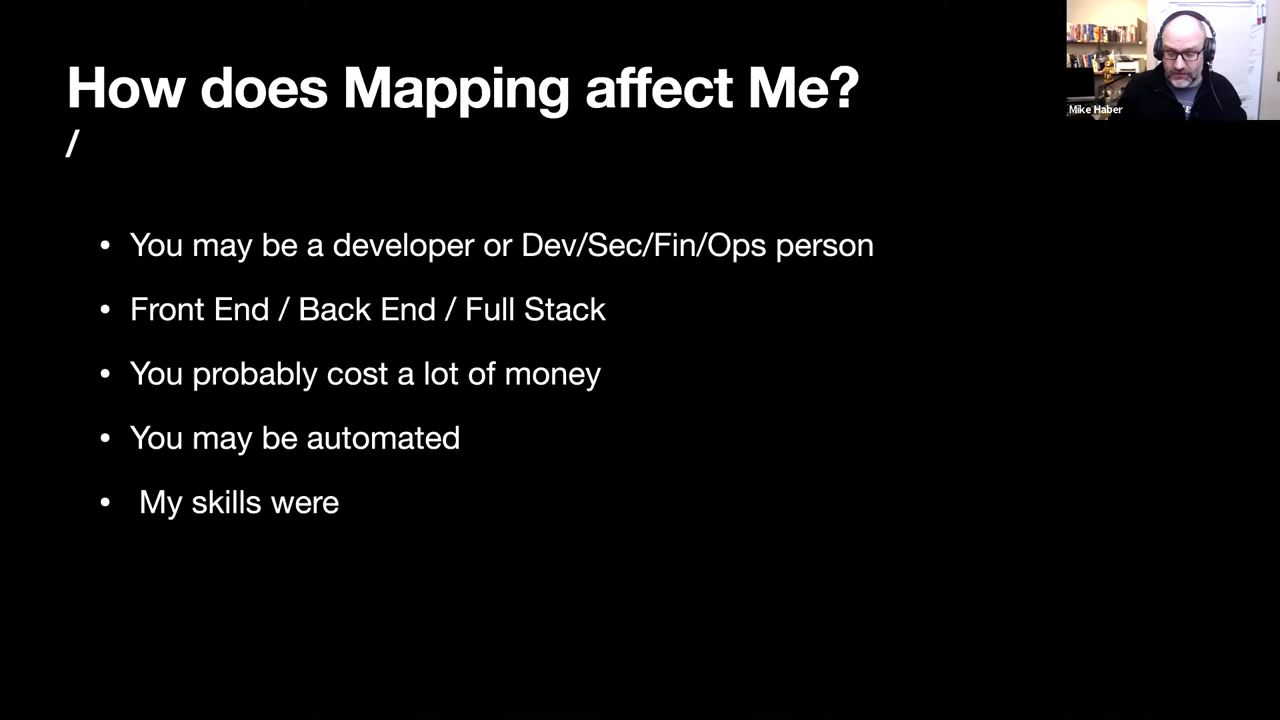 How does Mapping affect Me?
/
• You may be a developer or Dev/Sec/Fin/Ops person
• Front End / Back End / Full Stack
• You probably cost a lot of money
• You may be automated
• My skills were
Mike Haber